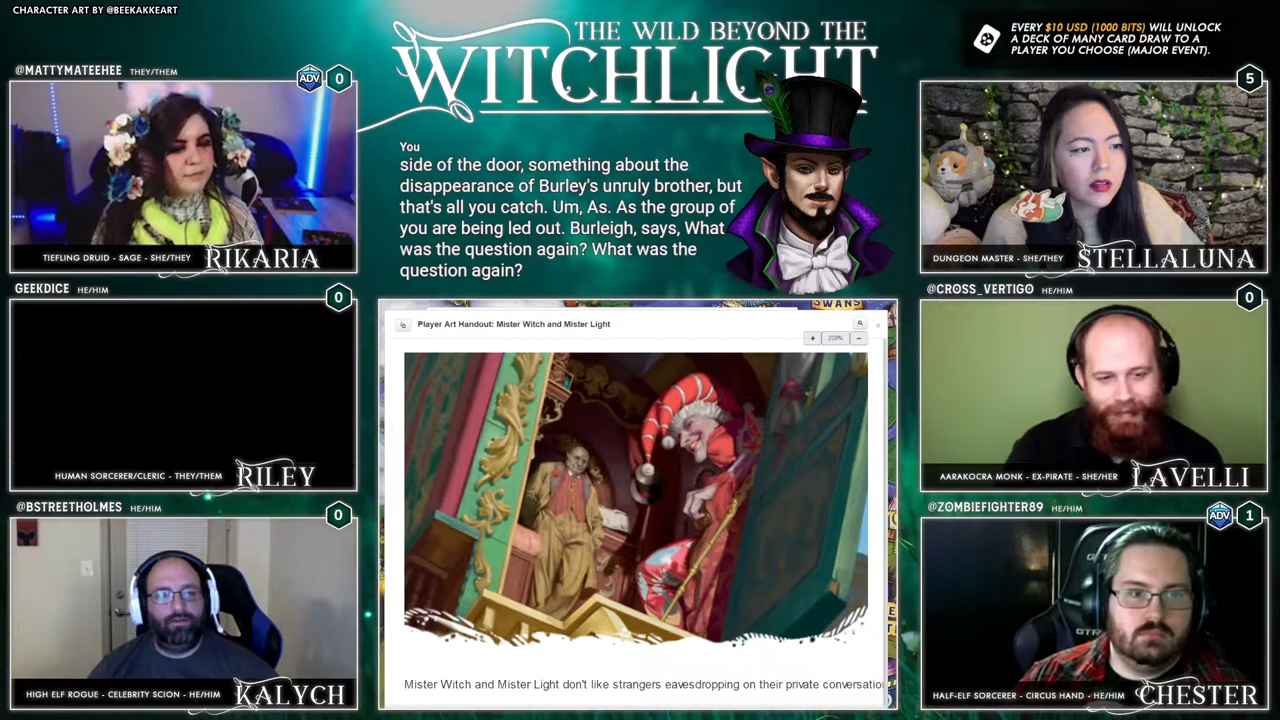 CHARACTER ART BY @BEEKAKKEART
THE WILD BEYOND THE
WITCHLIGHT
EVERY $10 USD (1000 BITS) WILL UNLOCK
A DECK OF MANY CARD DRAW TO A
PLAYER YOU CHOOSE (MAJOR EVENT).
@MATTYMATEEHEE THEY/THEM
ADV 0
TIEFLING DRUID - SAGE - SHE/THEY RIKARIA
You
side of the door, something about the
disappearance of Burley's unruly brother, but
that's all you catch. Um, As. As the group of
you are being led out. Burleigh, says, What
was the question again? What was the
question again?
5
DUNGEON MASTER - SHE/THEY STELLALUNA
GEEKDICE HE/HIM
0
HUMAN SORCERER/CLERIC - THEY/THEM RILEY
SWANS
Player Art Handout: Mister Witch and Mister Light
+ 200% -
Mister Witch and Mister Light don't like strangers eavesdropping on their private conversation
@CROSS_VERTIGO HE/HIM
0
AARAKOCRA MONK - EX-PIRATE - SHE/HER LAVELLI
@BSTREETHOLMES HE/HIM
0
HIGH ELF ROGUE - CELEBRITY SCION - HE/HIM KALYCH
@ZOMBIEFIGHTER89 HE/HIM
ADV 1
GTR
HALF-ELF SORCERER - CIRCUS HAND - HE/HIM CHESTER